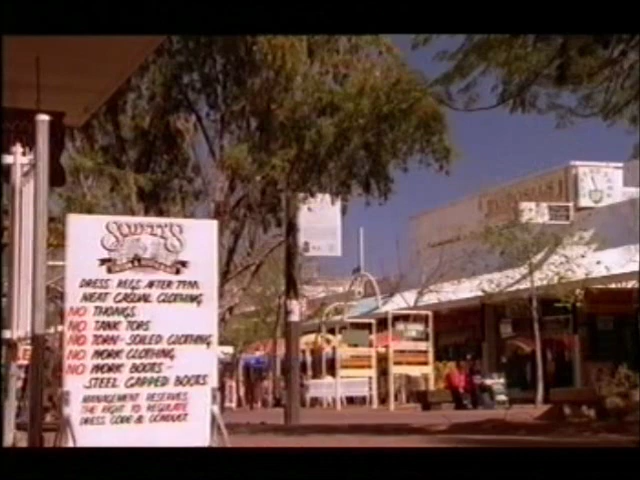 SCOTTY'S
DRESS REGS AFTER 7PM
NEAT CASUAL CLOTHING
NO THONGS
NO TANK TOPS
NO TORN-SOILED CLOTHING
NO WORK CLOTHING
NO WORK BOOTS-
STEEL CAPPED BOOTS
MANAGEMENT RESERVES
THE RIGHT TO REGULATE
DRESS CODE & CONDUCT